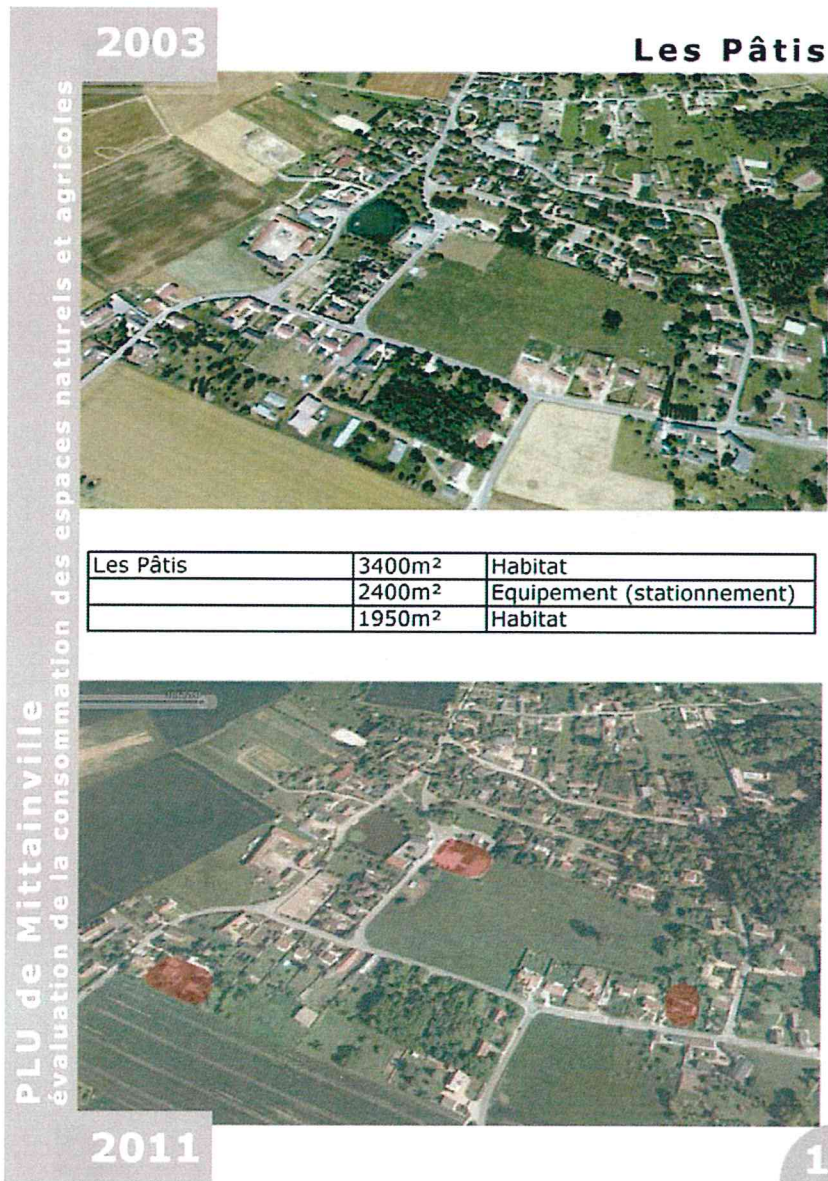 2003
Les Pâtis
PLU de Mittainville
évaluation de la consommation des espaces naturels et agricoles
Les Pâtis 3400m² Habitat
2400m² Equipement (stationnement)
1950m² Habitat
2011
1